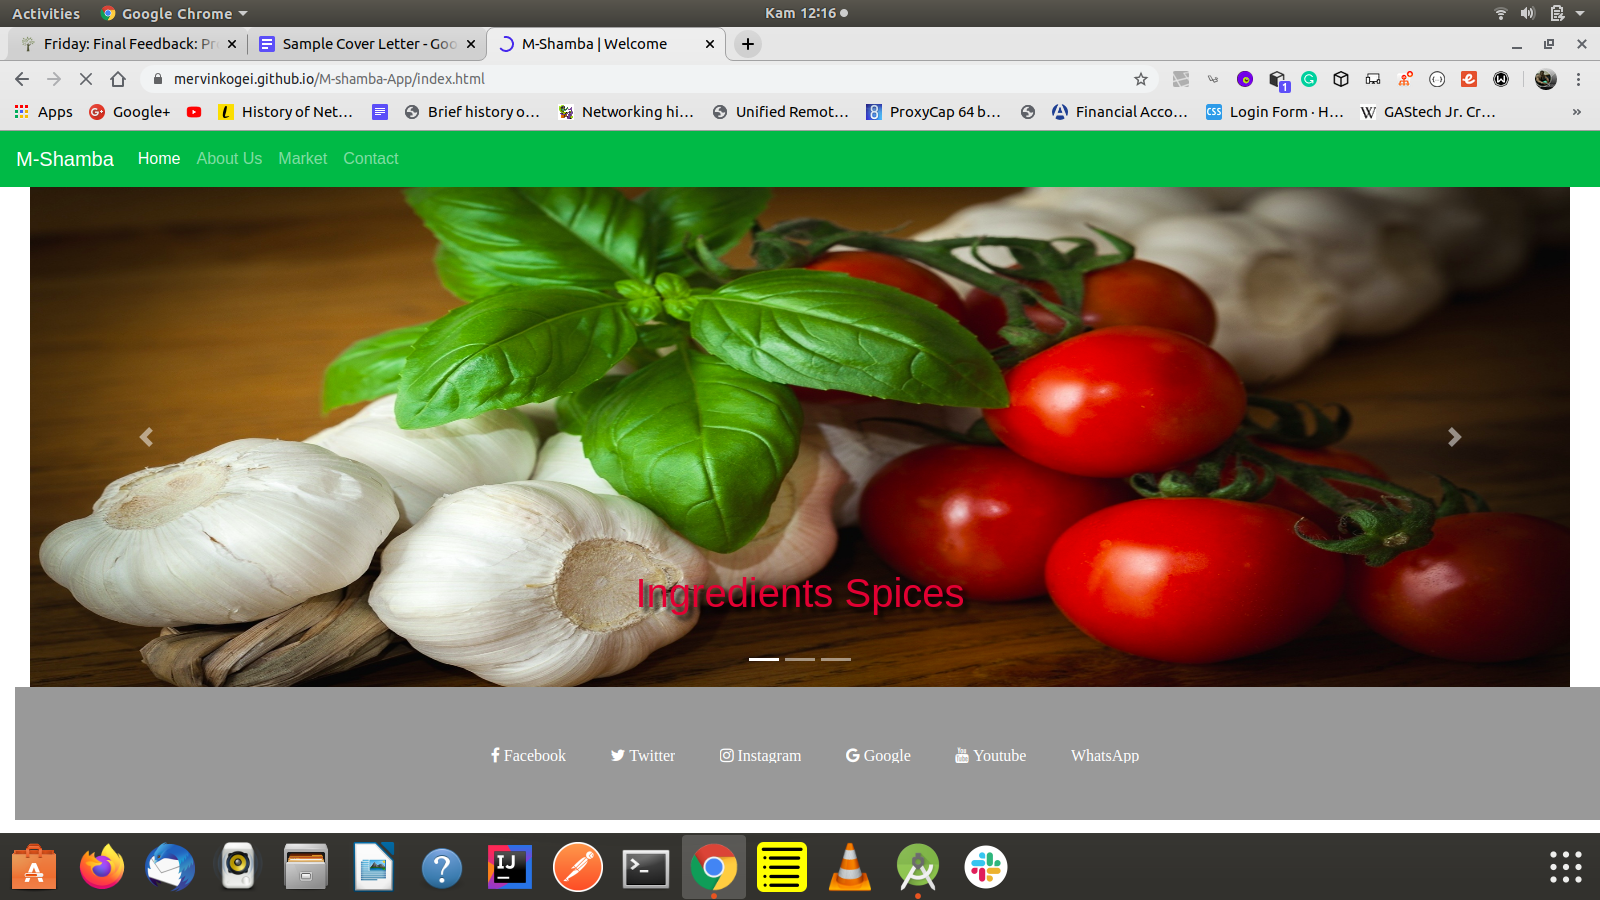 Activities Google Chrome Kam 12:16
Friday: Final Feedback: Pr Sample Cover Letter - Goo M-Shamba | Welcome
mervinkogei.github.io/M-shamba-App/index.html
1
Apps Google+ History of Net... Brief history o... Networking hi... Unified Remot... ProxyCap 64 b... Financial Acco... Login Form · H... GAStech Jr. Cr... »
M-Shamba Home About Us Market Contact
Ingredients Spices
Facebook Twitter Instagram Google Youtube WhatsApp